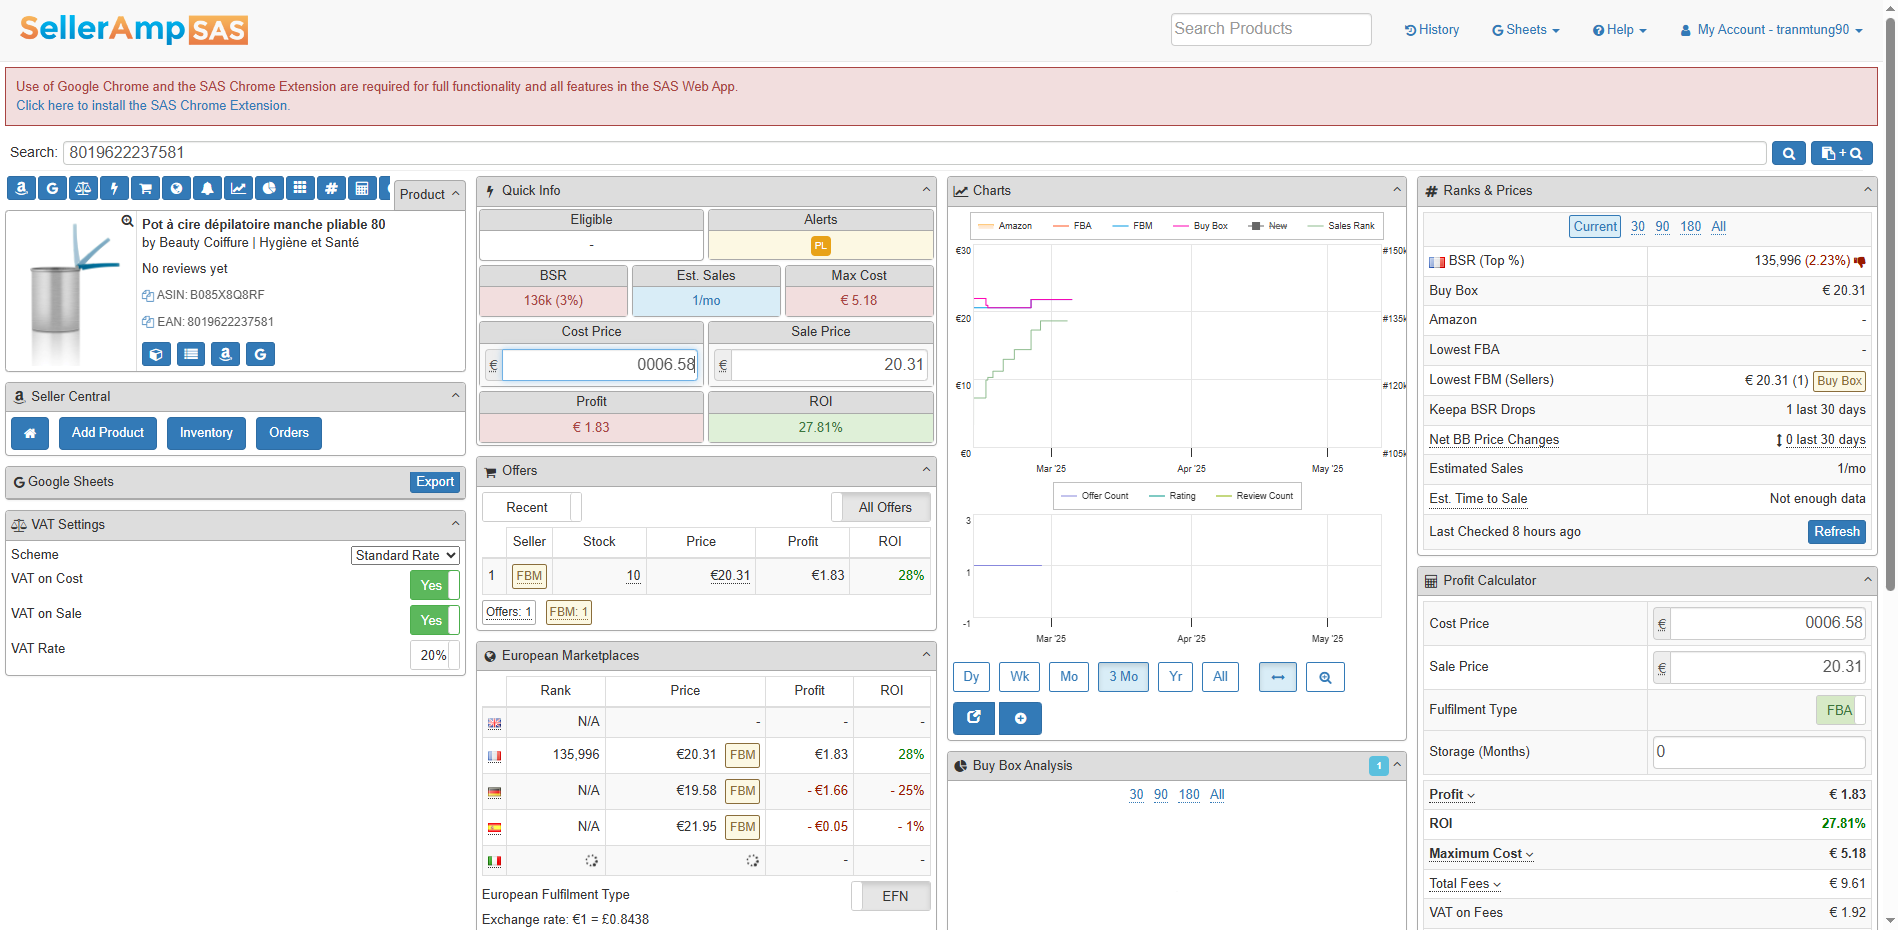 SellerAmp SAS
Search Products
History
Sheets
Help
My Account - tranmtung90
Use of Google Chrome and the SAS Chrome Extension are required for full functionality and all features in the SAS Web App.
Click here to install the SAS Chrome Extension.
Search: 8019622237581
Product
Pot à cire dépilatoire manche pliable 80
by Beauty Coiffure | Hygiène et Santé
No reviews yet
ASIN: B085X8Q8RF
EAN: 8019622237581
Seller Central
Add Product Inventory Orders
Google Sheets Export
VAT Settings
Scheme Standard Rate
VAT on Cost Yes
VAT on Sale Yes
VAT Rate 20%
Quick Info
Eligible Alerts
- PL
BSR Est. Sales Max Cost
136k (3%) 1/mo € 5.18
Cost Price Sale Price
€ 0006.58 € 20.31
Profit ROI
€ 1.83 27.81%
Offers
Recent All Offers
Seller Stock Price Profit ROI
1 FBM 10 €20.31 €1.83 28%
Offers: 1 FBM: 1
European Marketplaces
Rank Price Profit ROI
N/A - - -
135,996 €20.31 FBM €1.83 28%
N/A €19.58 FBM - €1.66 - 25%
N/A €21.95 FBM - €0.05 - 1%
- -
European Fulfilment Type EFN
Exchange rate: €1 = £0.8438
Charts
Amazon FBA FBM Buy Box New Sales Rank
€30 #150k
€20 #135k
€10 #120k
€0 #105k
Mar '25 Apr '25 May '25
Offer Count Rating Review Count
3
1
-1
Mar '25 Apr '25 May '25
Dy Wk Mo 3 Mo Yr All
Buy Box Analysis 1
30 90 180 All
Ranks & Prices
Current 30 90 180 All
BSR (Top %) 135,996 (2.23%)
Buy Box € 20.31
Amazon -
Lowest FBA -
Lowest FBM (Sellers) € 20.31 (1) Buy Box
Keepa BSR Drops 1 last 30 days
Net BB Price Changes 0 last 30 days
Estimated Sales 1/mo
Est. Time to Sale Not enough data
Last Checked 8 hours ago Refresh
Profit Calculator
Cost Price € 0006.58
Sale Price € 20.31
Fulfilment Type FBA
Storage (Months) 0
Profit € 1.83
ROI 27.81%
Maximum Cost € 5.18
Total Fees € 9.61
VAT on Fees € 1.92